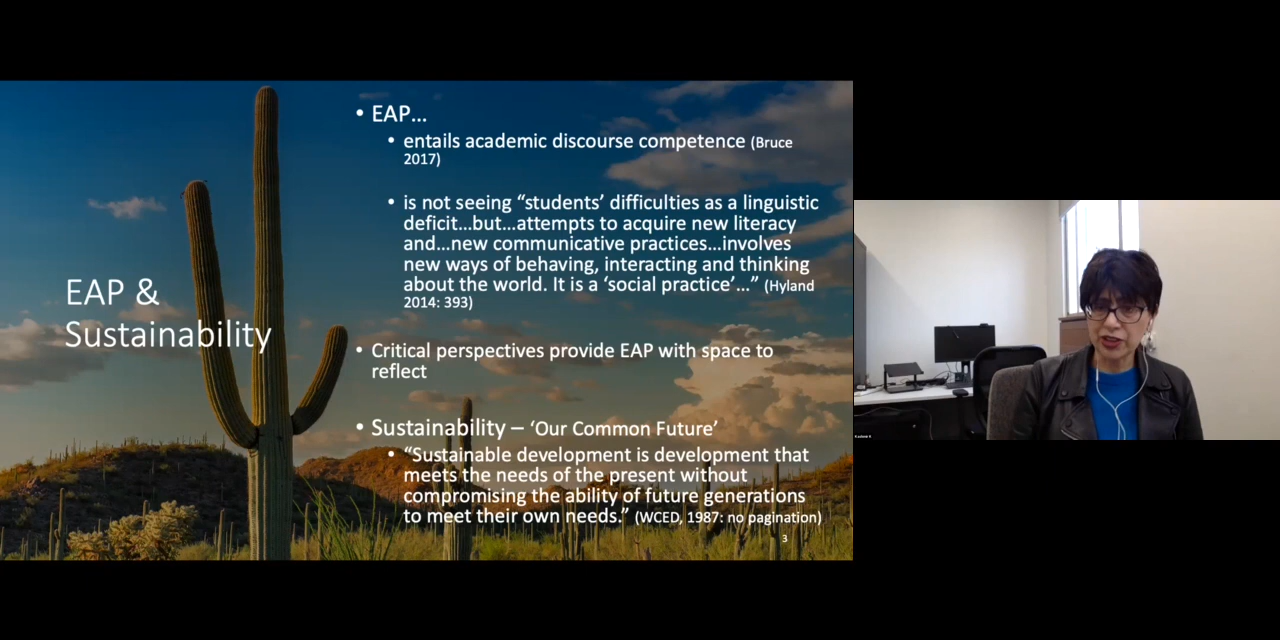 EAP &
Sustainability
• EAP…
• entails academic discourse competence (Bruce
2017)
• is not seeing “students’ difficulties as a linguistic
deficit…but…attempts to acquire new literacy
and…new communicative practices…involves
new ways of behaving, interacting and thinking
about the world. It is a ‘social practice’…” (Hyland
2014: 393)
• Critical perspectives provide EAP with space to
reflect
• Sustainability – ‘Our Common Future’
• “Sustainable development is development that
meets the needs of the present without
compromising the ability of future generations
to meet their own needs.” (WCED, 1987: no pagination)
3